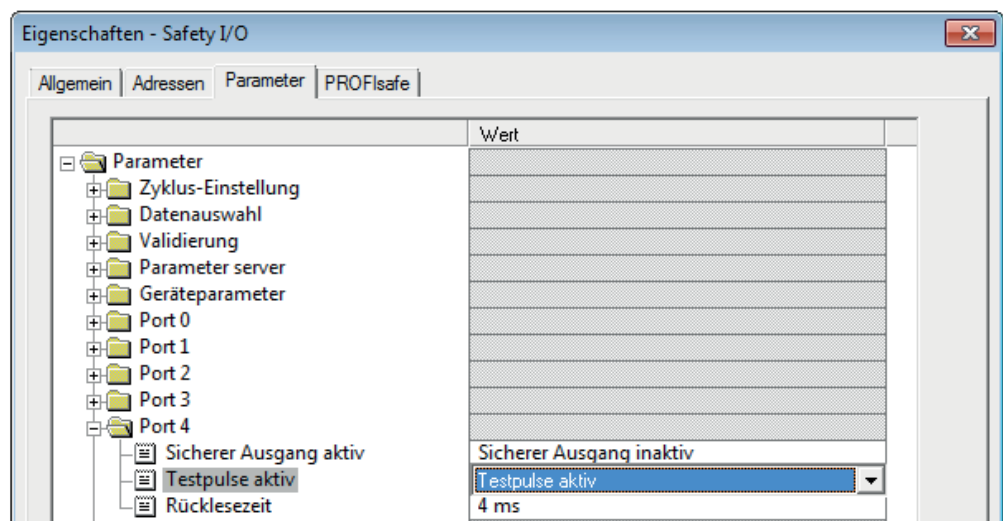 Eigenschaften - Safety I/O
Allgemein Adressen Parameter PROFIsafe
Wert
Parameter
Zyklus-Einstellung
Datenauswahl
Validierung
Parameter server
Geräteparameter
Port 0
Port 1
Port 2
Port 3
Port 4
Sicherer Ausgang aktiv Sicherer Ausgang inaktiv
Testpulse aktiv Testpulse aktiv
Rücklesezeit 4 ms